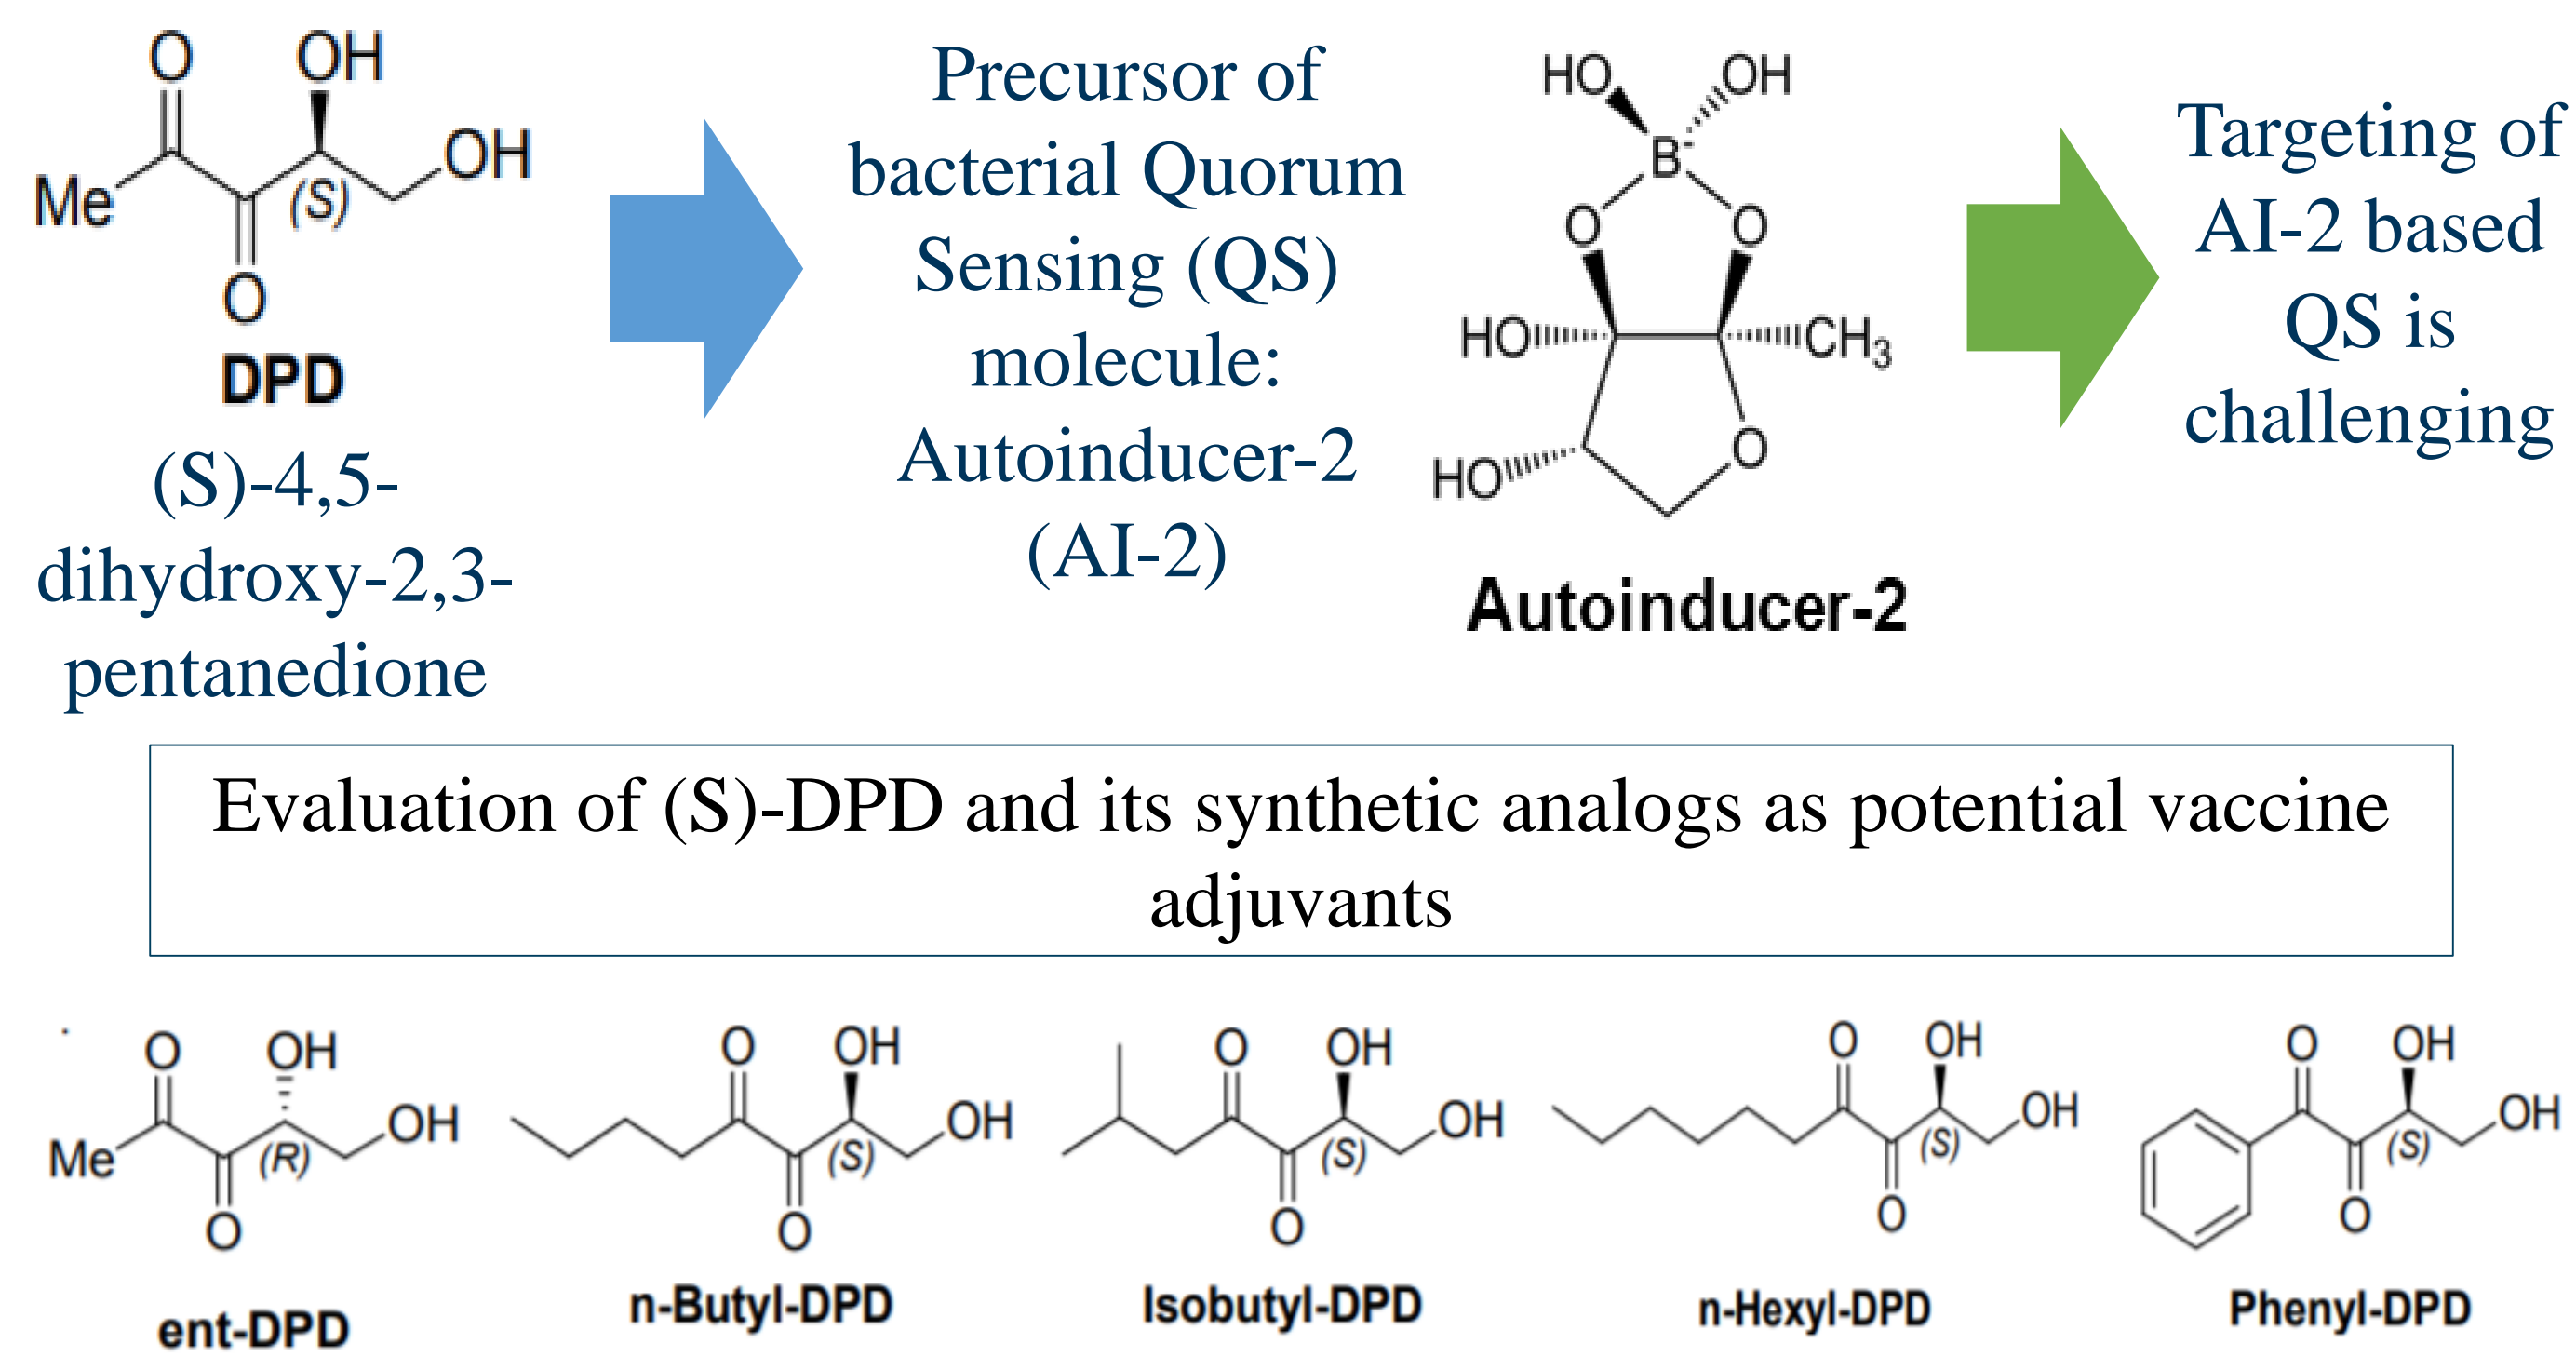 O OH
OH
Me (S)
O
DPD
(S)-4,5-
dihydroxy-2,3-
pentanedione
Precursor of
bacterial Quorum
Sensing (QS)
molecule:
Autoinducer-2
(AI-2)
HO OH
B-
O O
HO CH3
HO O
Autoinducer-2
Targeting of
AI-2 based
QS is
challenging
Evaluation of (S)-DPD and its synthetic analogs as potential vaccine
adjuvants
O OH
OH
Me (R)
O
ent-DPD
O OH
OH
(S)
O
n-Butyl-DPD
O OH
OH
(S)
O
Isobutyl-DPD
O OH
OH
(S)
O
n-Hexyl-DPD
O OH
OH
(S)
O
Phenyl-DPD